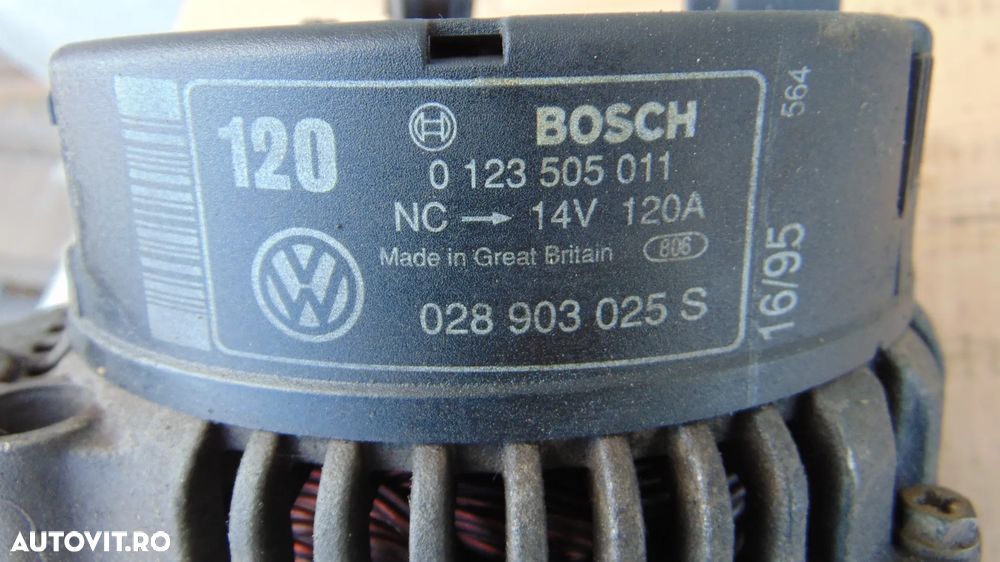 120
BOSCH
0 123 505 011
NC → 14V 120A
Made in Great Britain 806
028 903 025 S
VW
16/95
564
AUTOVIT.RO